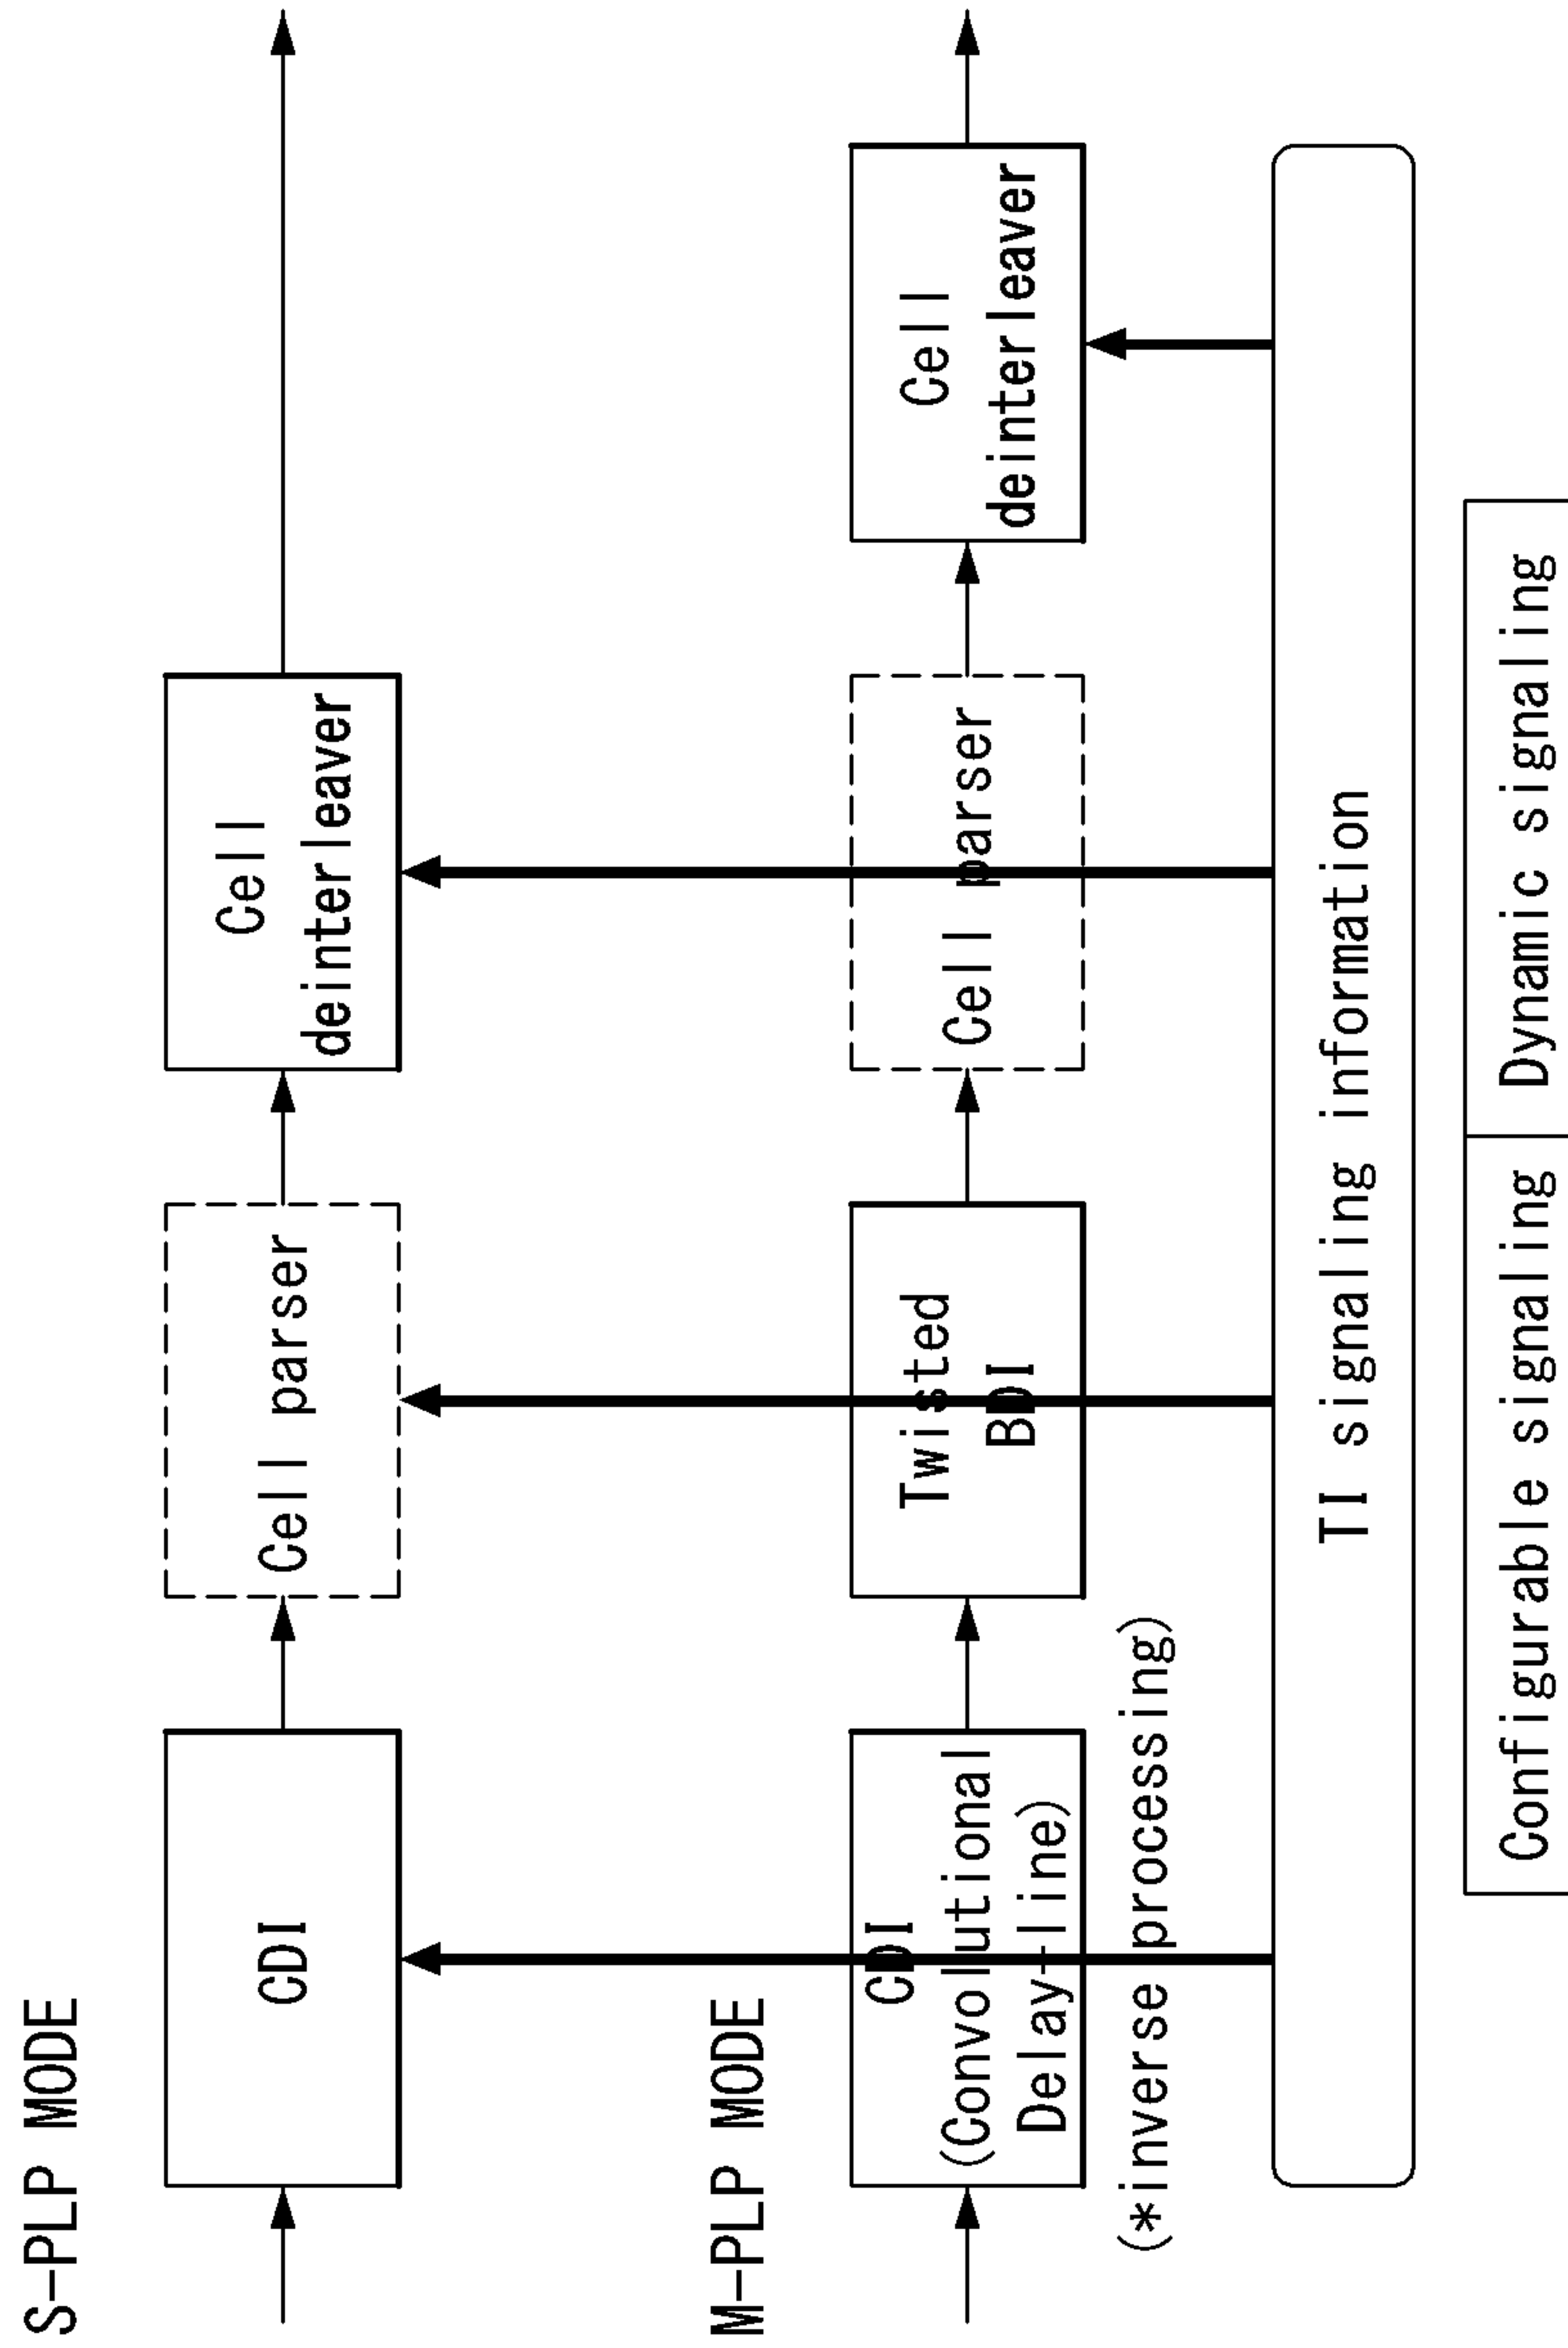 S-PLP MODE
CDI
Cell parser
Cell
deinterleaver
M-PLP MODE
CDI
(Convolutional
Delay-line)
Twisted
BDI
Cell parser
Cell
deinterleaver
(*inverse processing)
TI signaling information
Configurable signaling
Dynamic signaling